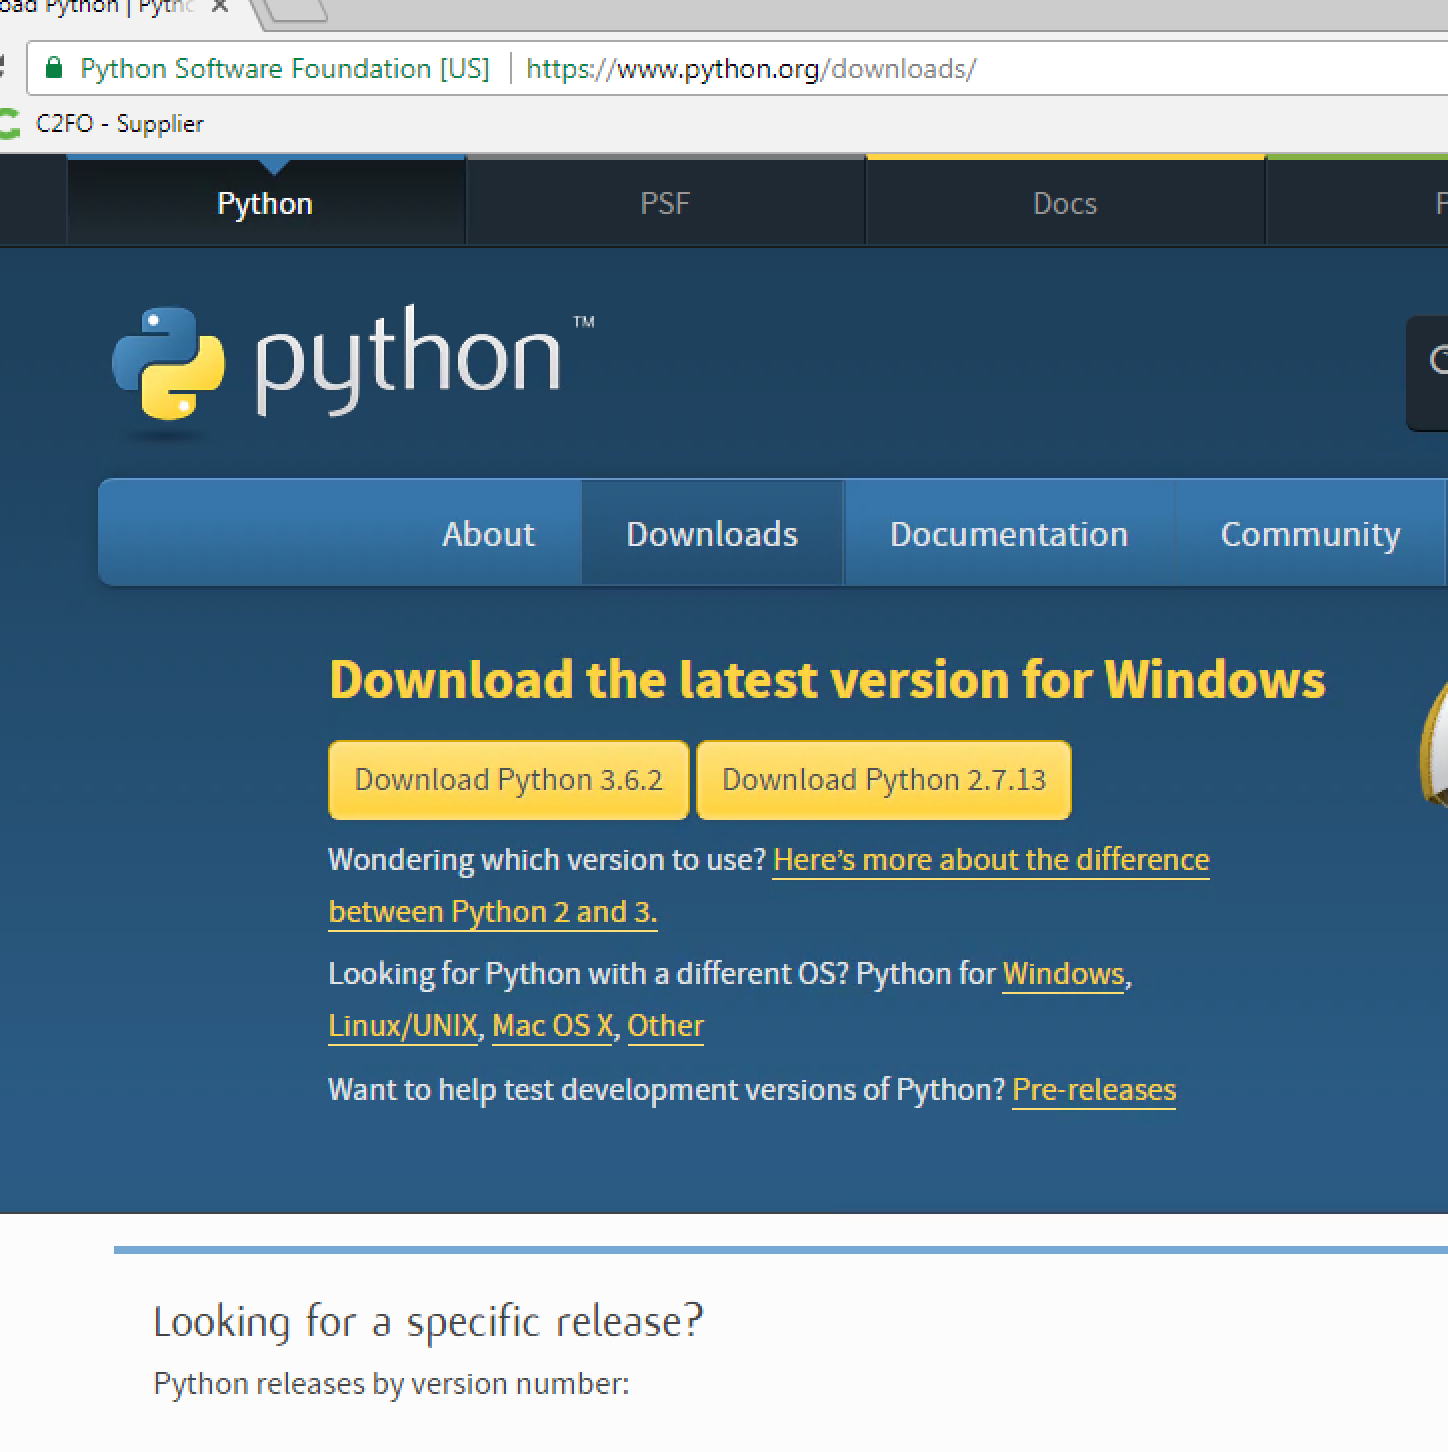 Python
Python Software Foundation [US] https://www.python.org/downloads/
C2FO - Supplier
Python PSF Docs
python™
About Downloads Documentation Community
Download the latest version for Windows
Download Python 3.6.2 Download Python 2.7.13
Wondering which version to use? Here’s more about the difference
between Python 2 and 3.
Looking for Python with a different OS? Python for Windows,
Linux/UNIX, Mac OS X, Other
Want to help test development versions of Python? Pre-releases
Looking for a specific release?
Python releases by version number: